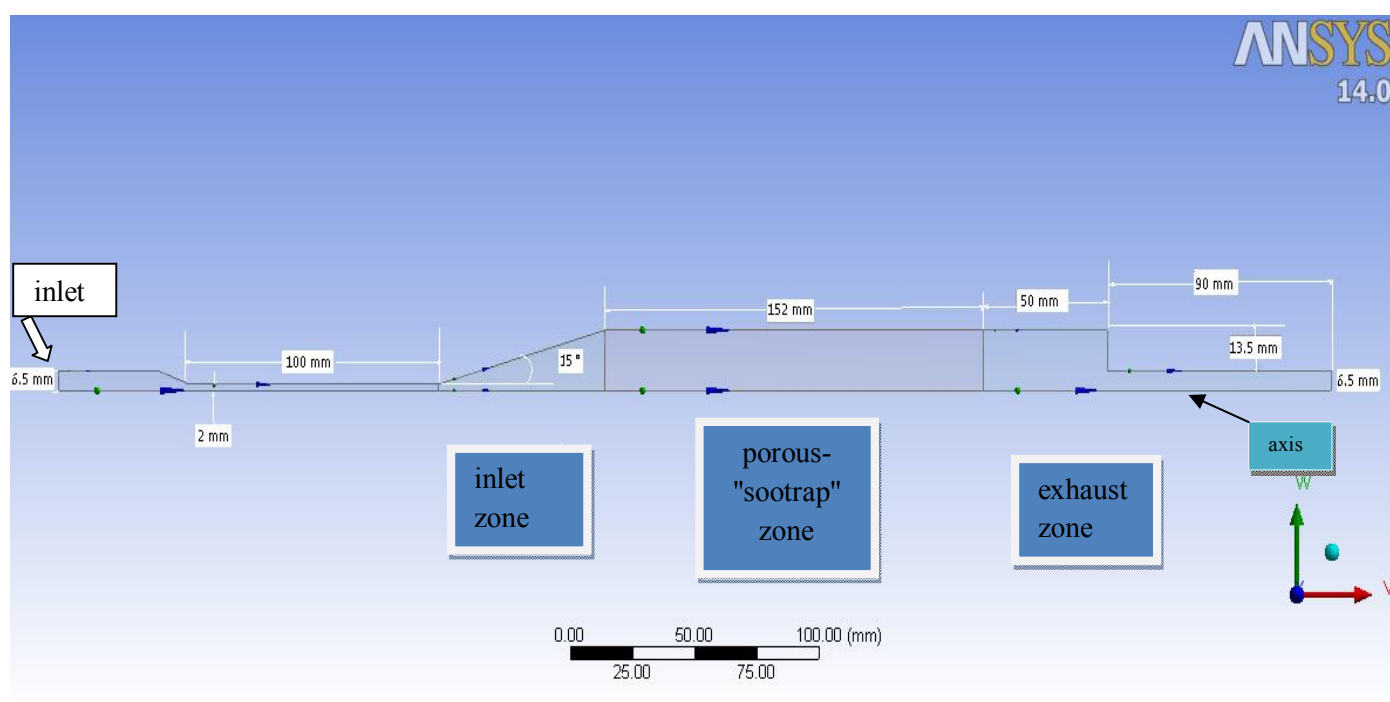 ANSYS
14.0
inlet
6.5 mm
100 mm
2 mm
15°
152 mm
50 mm
90 mm
13.5 mm
6.5 mm
inlet
zone
porous-
"sootrap"
zone
exhaust
zone
axis
W
0.00 50.00 100.00 (mm)
25.00 75.00